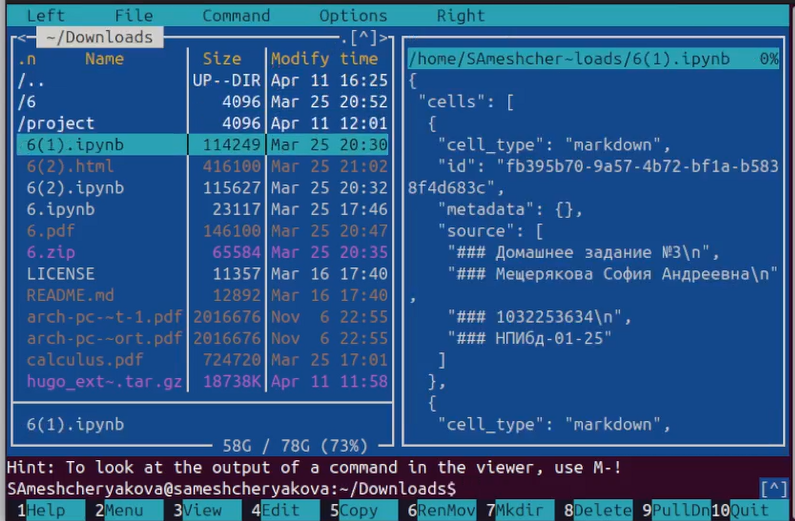 Left File Command Options Right
<─ ~/Downloads ─.[^]>
.n Name Size Modify time
/.. UP--DIR Apr 11 16:25
/6 4096 Mar 25 20:52
/project 4096 Apr 11 12:01
6(1).ipynb 114249 Mar 25 20:30
6(2).html 416100 Mar 25 21:02
6(2).ipynb 115627 Mar 25 20:32
6.ipynb 23117 Mar 25 17:46
6.pdf 146100 Mar 25 20:47
6.zip 65584 Mar 25 20:35
LICENSE 11357 Mar 16 17:40
README.md 12892 Mar 16 17:40
arch-pc-~t-1.pdf 2016676 Nov 6 22:55
arch-pc-~ort.pdf 2016676 Nov 6 22:55
calculus.pdf 724720 Mar 25 17:01
hugo_ext~.tar.gz 18738K Apr 11 11:58
6(1).ipynb
58G / 78G (73%)
/home/SAmeshcher~loads/6(1).ipynb 0%
{
"cells": [
{
"cell_type": "markdown",
"id": "fb395b70-9a57-4b72-bf1a-b583
8f4d683c",
"metadata": {},
"source": [
"### Домашнее задание №3\n",
"### Мещерякова София Андреевна\n"
,
"### 1032253634\n",
"### НПИбд-01-25"
]
},
{
"cell_type": "markdown",
Hint: To look at the output of a command in the viewer, use M-!
SAmeshcheryakova@sameshcheryakova:~/Downloads$ [^]
1Help 2Menu 3View 4Edit 5Copy 6RenMov 7Mkdir 8Delete 9PullDn 10Quit